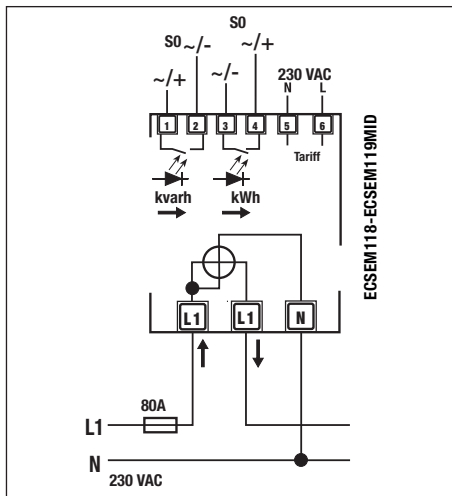 S0
S0
~/-
~/+
~/+
~/-
230 VAC
N L
1 2 3 4 5 6
Tariff
kvarh kWh
ECSEM118-ECSEM119MID
L1 L1 N
80A
L1
N
230 VAC